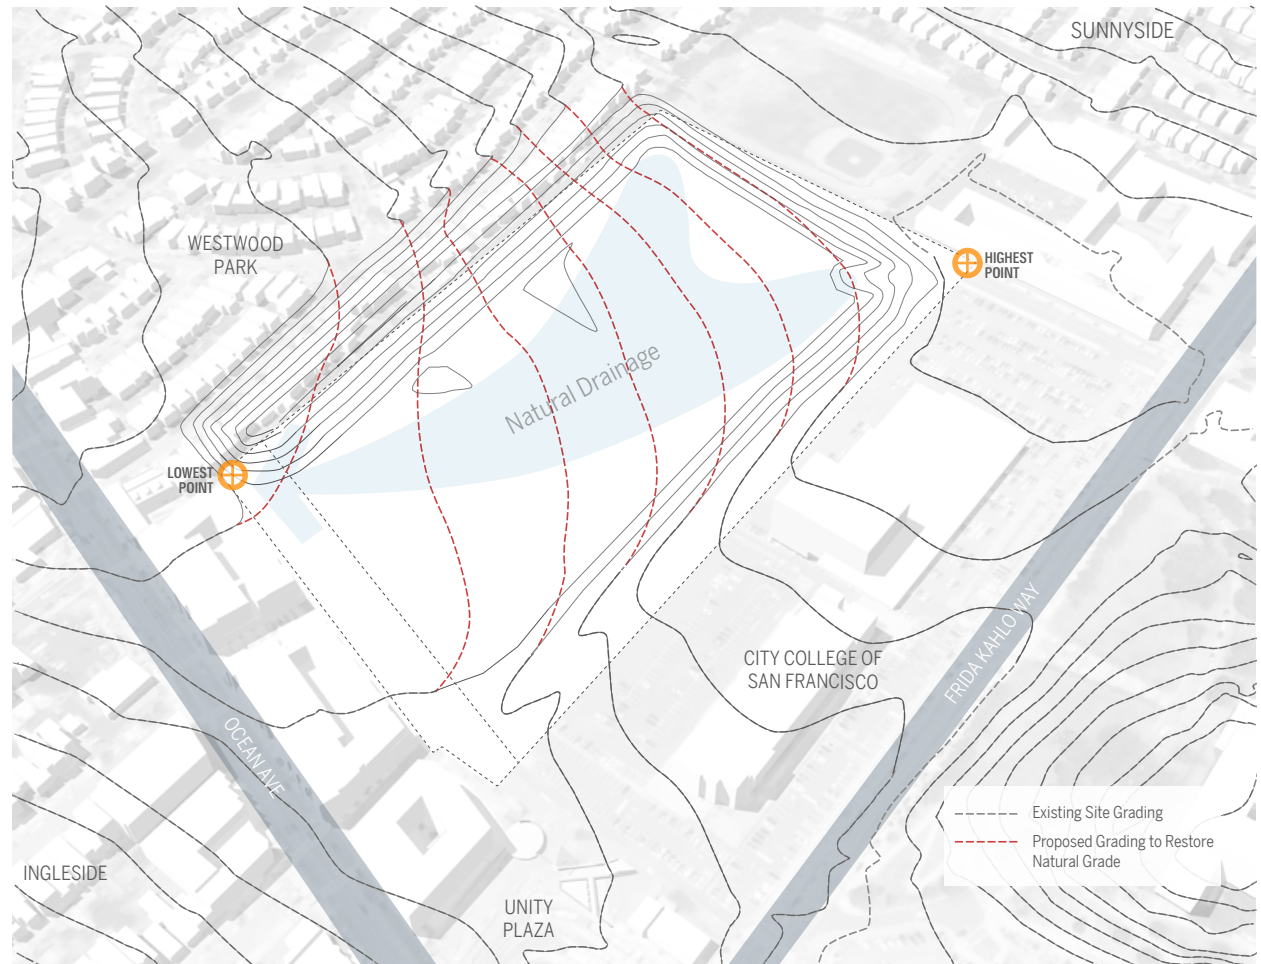 SUNNYSIDE
WESTWOOD
PARK
HIGHEST
POINT
Natural Drainage
LOWEST
POINT
CITY COLLEGE OF
SAN FRANCISCO
FRIDA KAHLO WAY
OCEAN AVE
Existing Site Grading
Proposed Grading to Restore
Natural Grade
INGLESIDE
UNITY
PLAZA